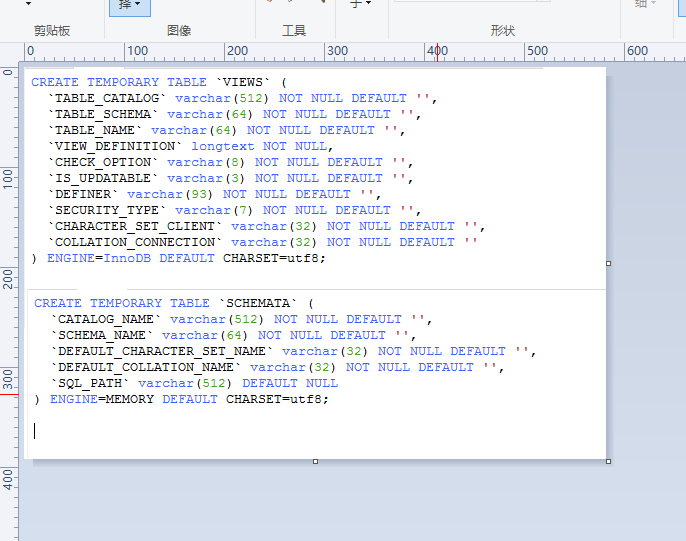 择
细
剪贴板
图像
工具
形状
0 100 200 300 400 500 600
0
100
200
300
400
CREATE TEMPORARY TABLE `VIEWS` (
`TABLE_CATALOG` varchar(512) NOT NULL DEFAULT '',
`TABLE_SCHEMA` varchar(64) NOT NULL DEFAULT '',
`TABLE_NAME` varchar(64) NOT NULL DEFAULT '',
`VIEW_DEFINITION` longtext NOT NULL,
`CHECK_OPTION` varchar(8) NOT NULL DEFAULT '',
`IS_UPDATABLE` varchar(3) NOT NULL DEFAULT '',
`DEFINER` varchar(93) NOT NULL DEFAULT '',
`SECURITY_TYPE` varchar(7) NOT NULL DEFAULT '',
`CHARACTER_SET_CLIENT` varchar(32) NOT NULL DEFAULT '',
`COLLATION_CONNECTION` varchar(32) NOT NULL DEFAULT ''
) ENGINE=InnoDB DEFAULT CHARSET=utf8;
CREATE TEMPORARY TABLE `SCHEMATA` (
`CATALOG_NAME` varchar(512) NOT NULL DEFAULT '',
`SCHEMA_NAME` varchar(64) NOT NULL DEFAULT '',
`DEFAULT_CHARACTER_SET_NAME` varchar(32) NOT NULL DEFAULT '',
`DEFAULT_COLLATION_NAME` varchar(32) NOT NULL DEFAULT '',
`SQL_PATH` varchar(512) DEFAULT NULL
) ENGINE=MEMORY DEFAULT CHARSET=utf8;